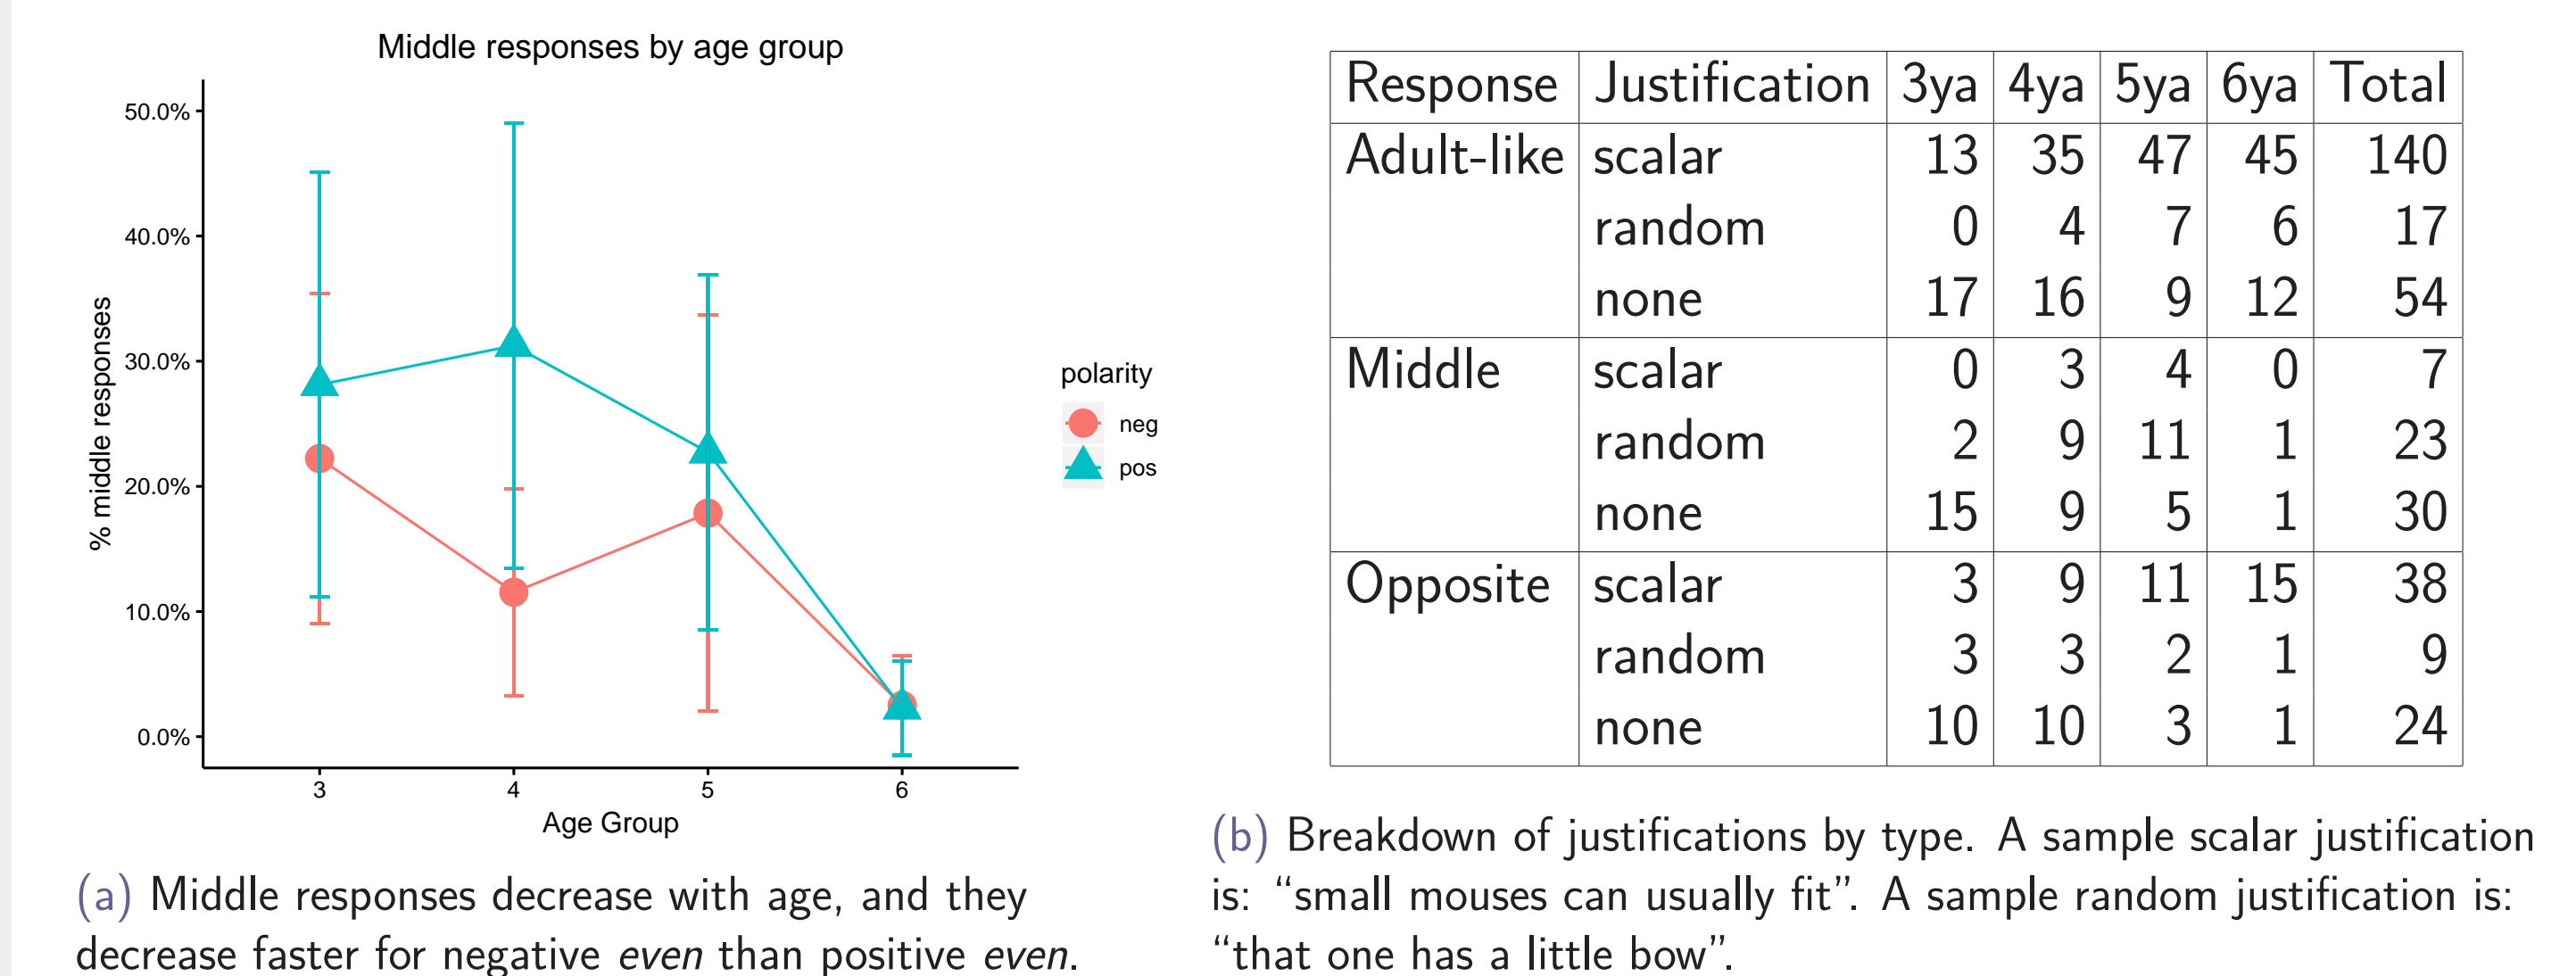 Middle responses by age group
50.0%
40.0%
30.0%
20.0%
10.0%
0.0%
% middle responses
3 4 5 6
Age Group
polarity
neg
pos
(a) Middle responses decrease with age, and they
decrease faster for negative even than positive even.
Response Justification 3ya 4ya 5ya 6ya Total
Adult-like scalar 13 35 47 45 140
random 0 4 7 6 17
none 17 16 9 12 54
Middle scalar 0 3 4 0 7
random 2 9 11 1 23
none 15 9 5 1 30
Opposite scalar 3 9 11 15 38
random 3 3 2 1 9
none 10 10 3 1 24
(b) Breakdown of justifications by type. A sample scalar justification
is: “small mouses can usually fit”. A sample random justification is:
“that one has a little bow”.